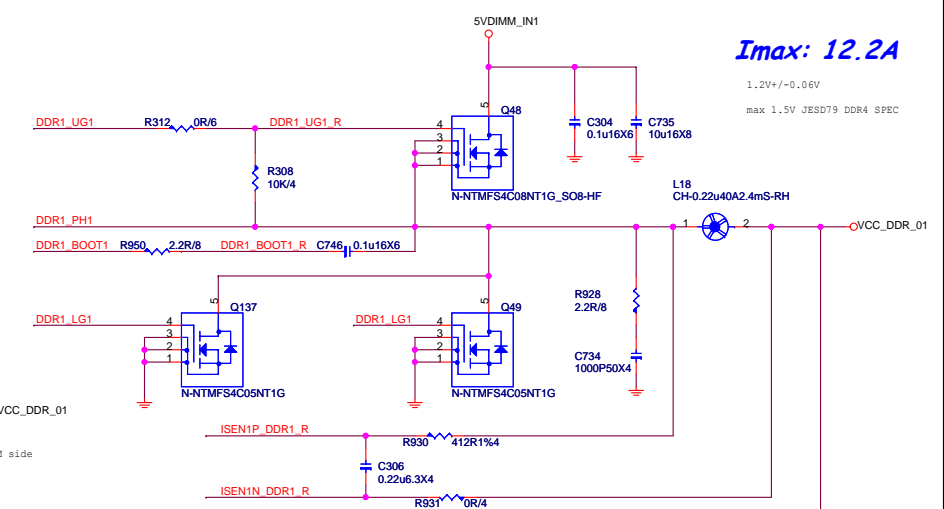 5VDIMM_IN1
Imax: 12.2A
1.2V+/-0.06V
max 1.5V JESD79 DDR4 SPEC
DDR1_UG1
R312
0R/6
DDR1_UG1_R
5
Q48
4
3
2
1
N-NTMFS4C08NT1G_SO8-HF
C304
0.1u16X6
C735
10u16X8
R308
10K/4
L18
CH-0.22u40A2.4mS-RH
DDR1_PH1
1
2
VCC_DDR_01
DDR1_BOOT1
R950
2.2R/8
DDR1_BOOT1_R
C746
0.1u16X6
DDR1_LG1
5
Q137
4
3
2
1
N-NTMFS4C05NT1G
DDR1_LG1
5
Q49
4
3
2
1
N-NTMFS4C05NT1G
R928
2.2R/8
C734
1000P50X4
VCC_DDR_01
side
ISEN1P_DDR1_R
R930
412R1%4
C306
0.22u6.3X4
ISEN1N_DDR1_R
R931
0R/4